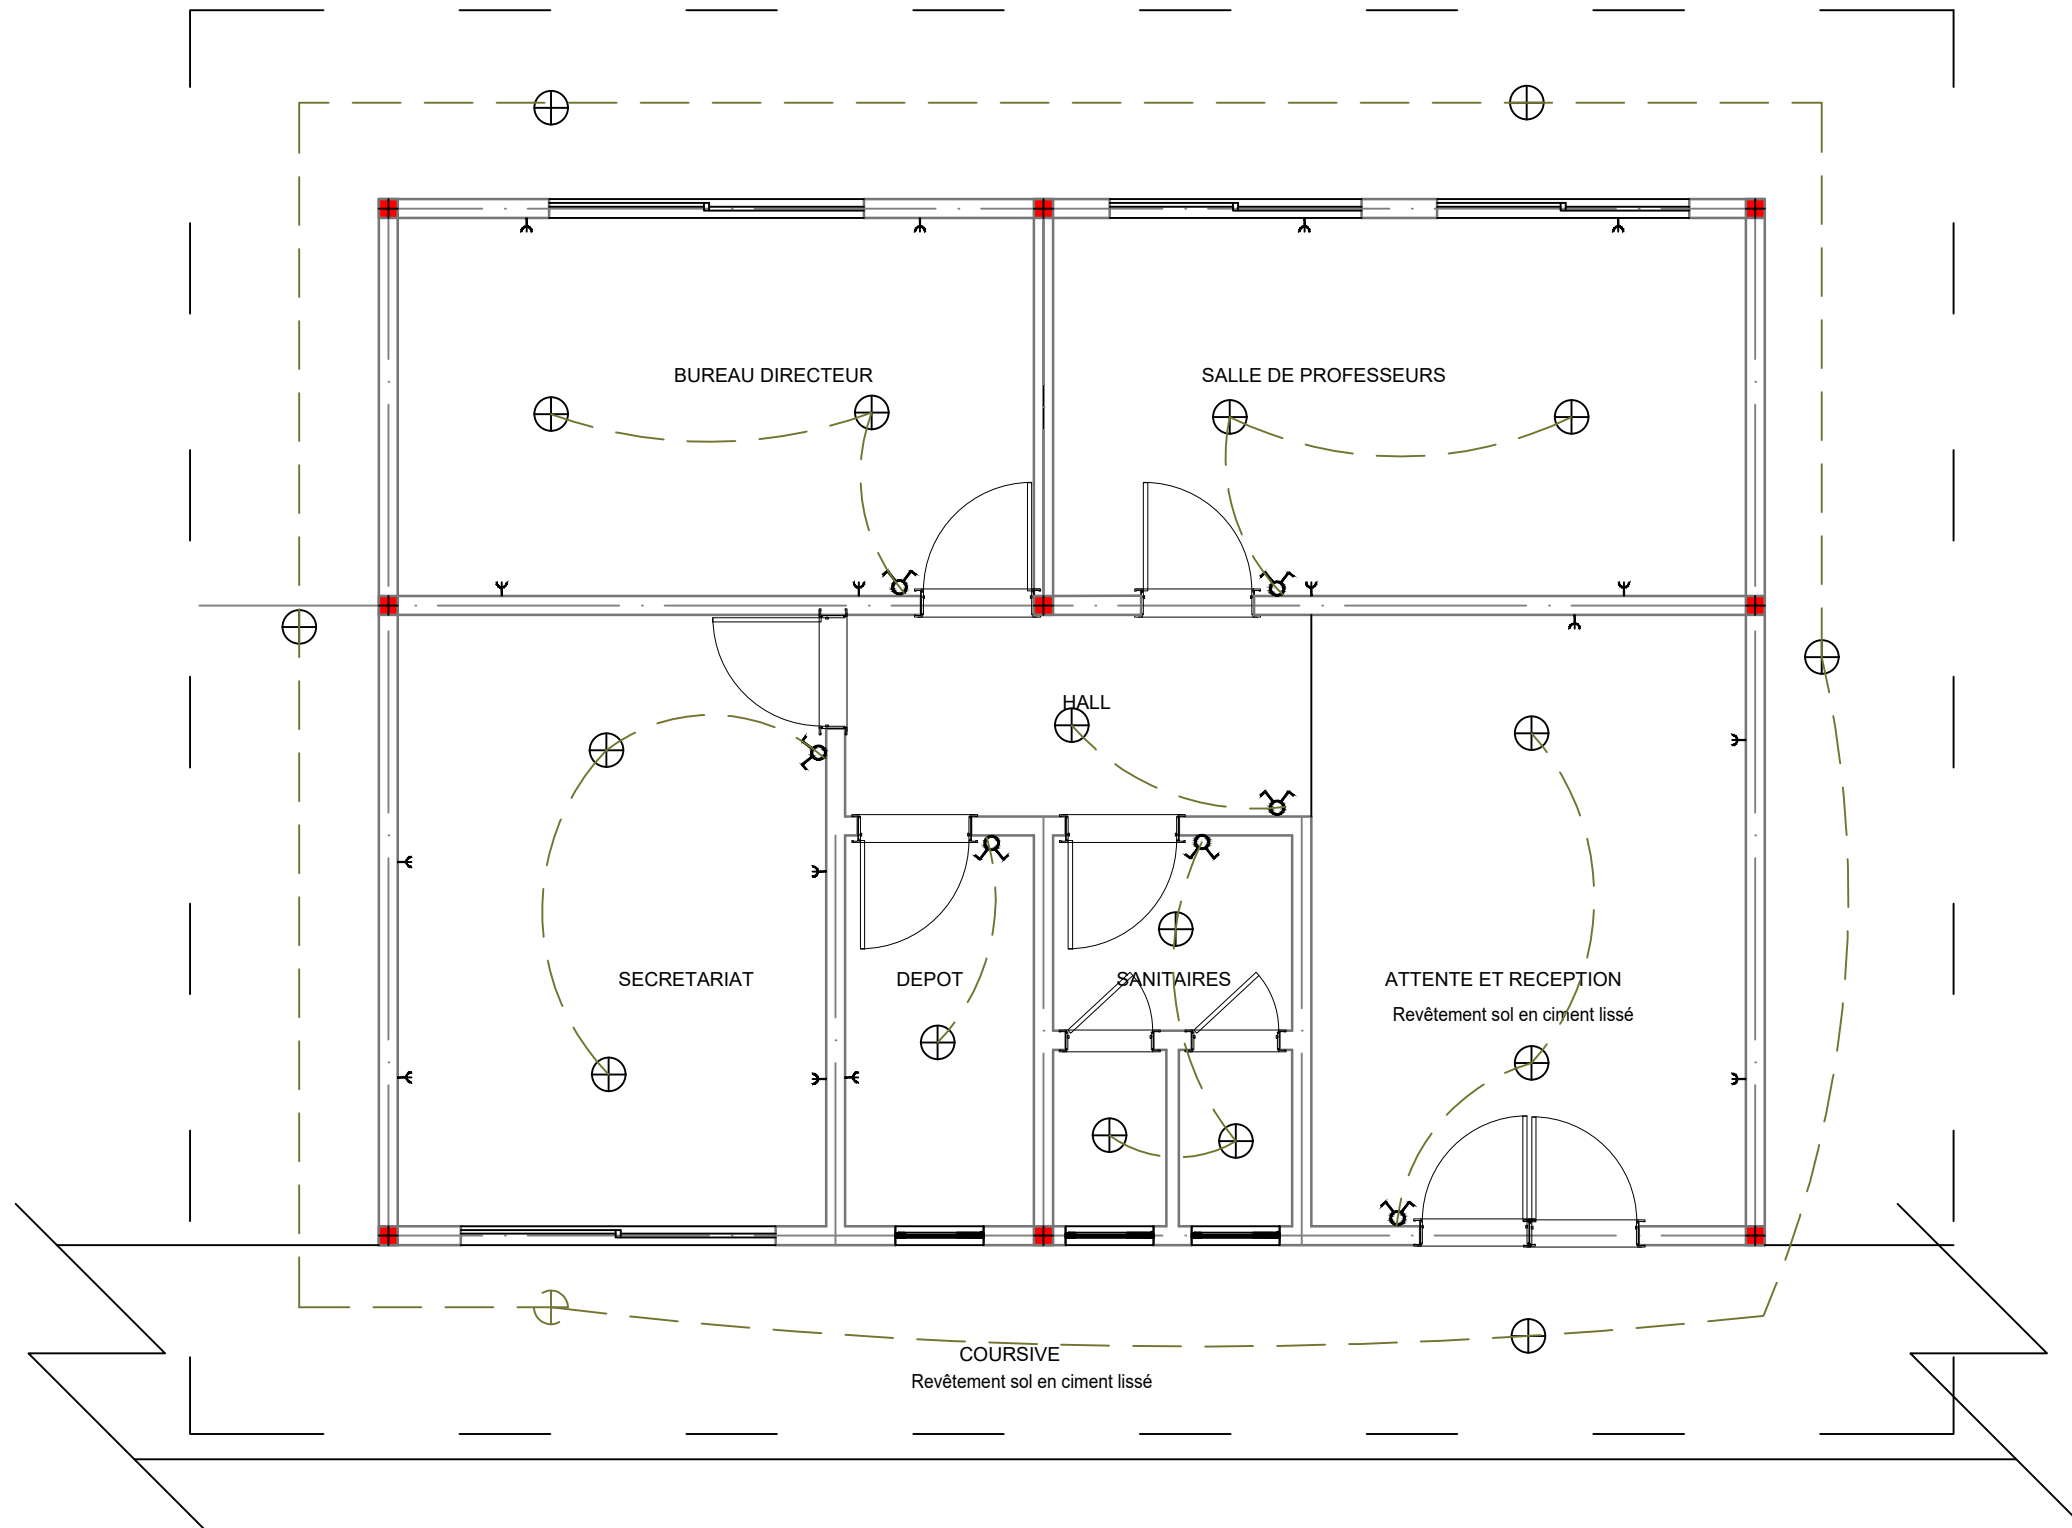 BUREAU DIRECTEUR
SALLE DE PROFESSEURS
HALL
SECRETARIAT
DEPOT
SANITAIRES
ATTENTE ET RECEPTION
Revêtement sol en ciment lissé
COURSIVE
Revêtement sol en ciment lissé